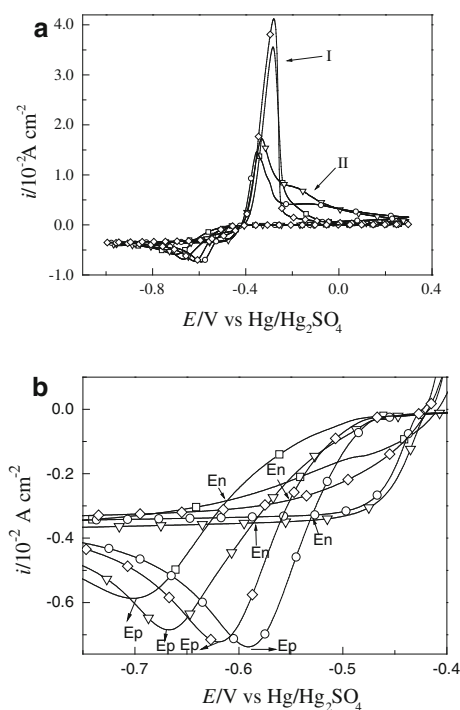 a
4.0
3.0
2.0
1.0
0.0
-1.0
i/10⁻²A cm⁻²
I
II
-0.8 -0.4 0.0 0.4
E/V vs Hg/Hg₂SO₄
b
0.0
-0.2
-0.4
-0.6
i/10⁻² A cm⁻²
En
En
En
En
Ep
Ep
Ep
Ep
-0.7 -0.6 -0.5 -0.4
E/V vs Hg/Hg₂SO₄